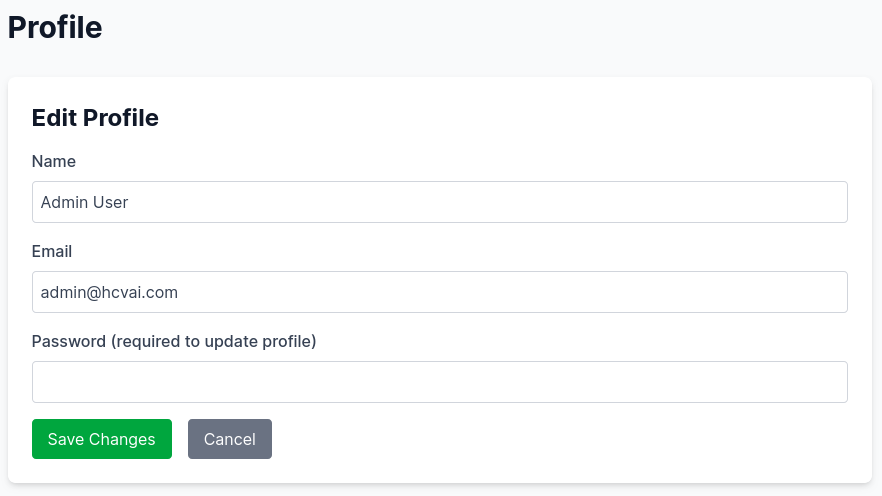 Profile
Edit Profile
Name
Admin User
Email
admin@hcvai.com
Password (required to update profile)
Save Changes
Cancel